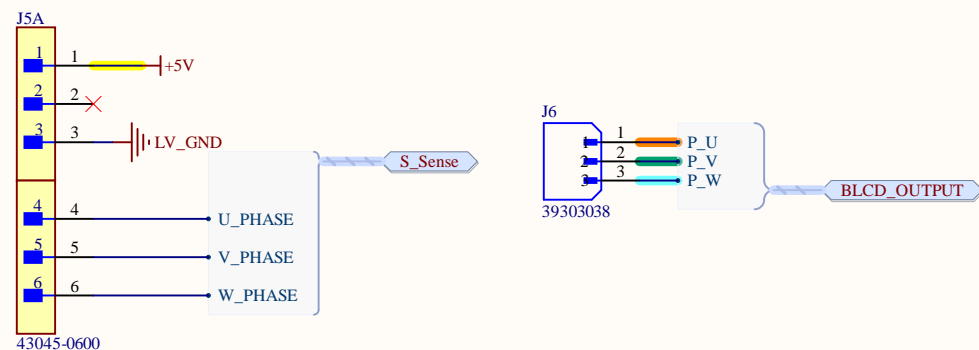 J5A
1 1 +5V
2 2
3 3 LV_GND
S_Sense
4 4 U_PHASE
5 5 V_PHASE
6 6 W_PHASE
43045-0600
J6
1 1 P_U
2 2 P_V
3 3 P_W
BLCD_OUTPUT
39303038